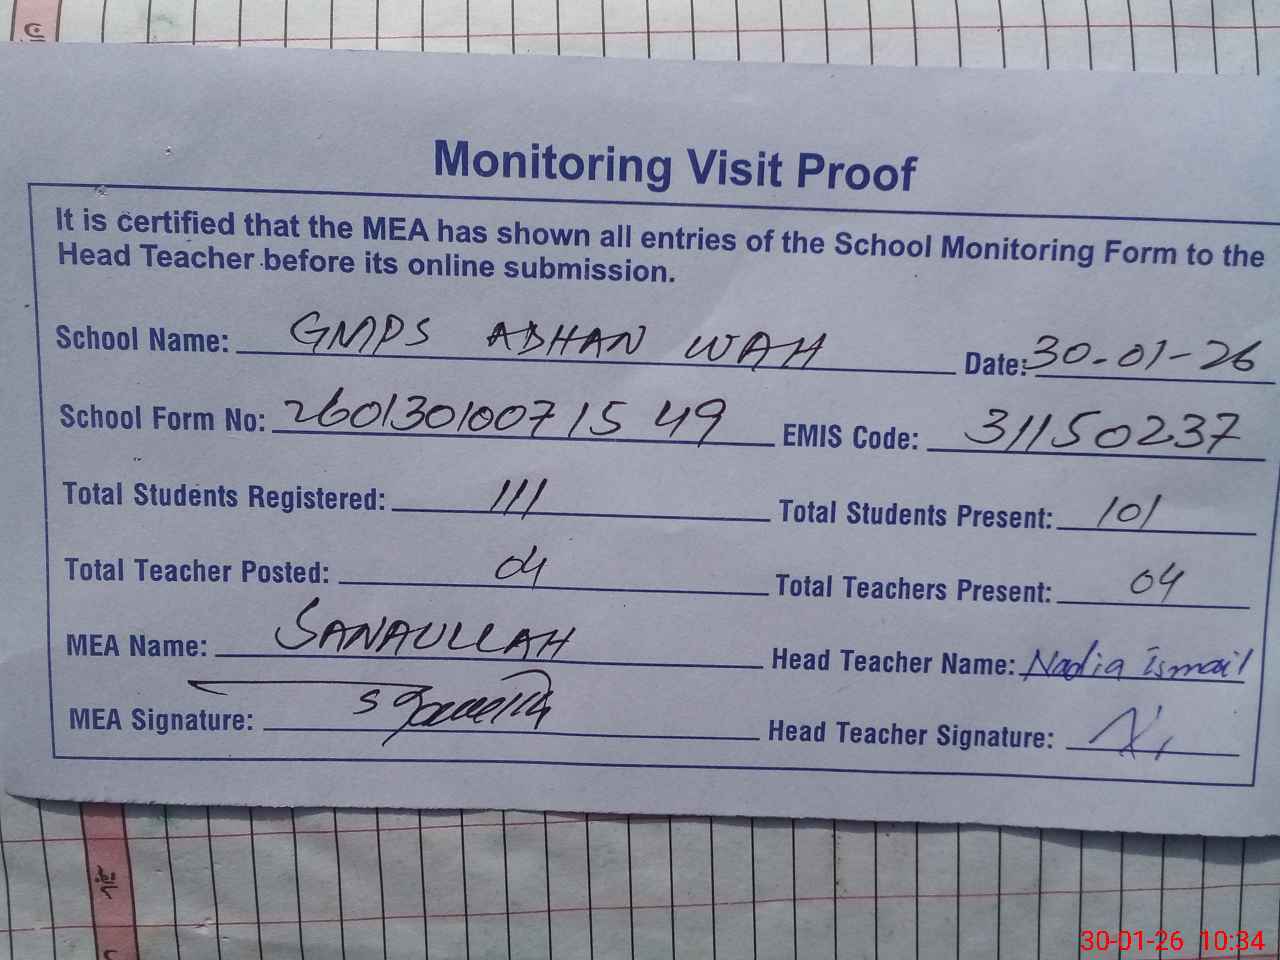 Monitoring Visit Proof
It is certified that the MEA has shown all entries of the School Monitoring Form to the
Head Teacher before its online submission.
School Name: GMPS ADHAN WAH Date: 30-01-26
School Form No: 260130100715 49 EMIS Code: 31150237
Total Students Registered: 111 Total Students Present: 101
Total Teacher Posted: 04 Total Teachers Present: 04
MEA Name: SANAULLAH Head Teacher Name: Nadia ismail
MEA Signature: Head Teacher Signature:
30-01-26 10:34